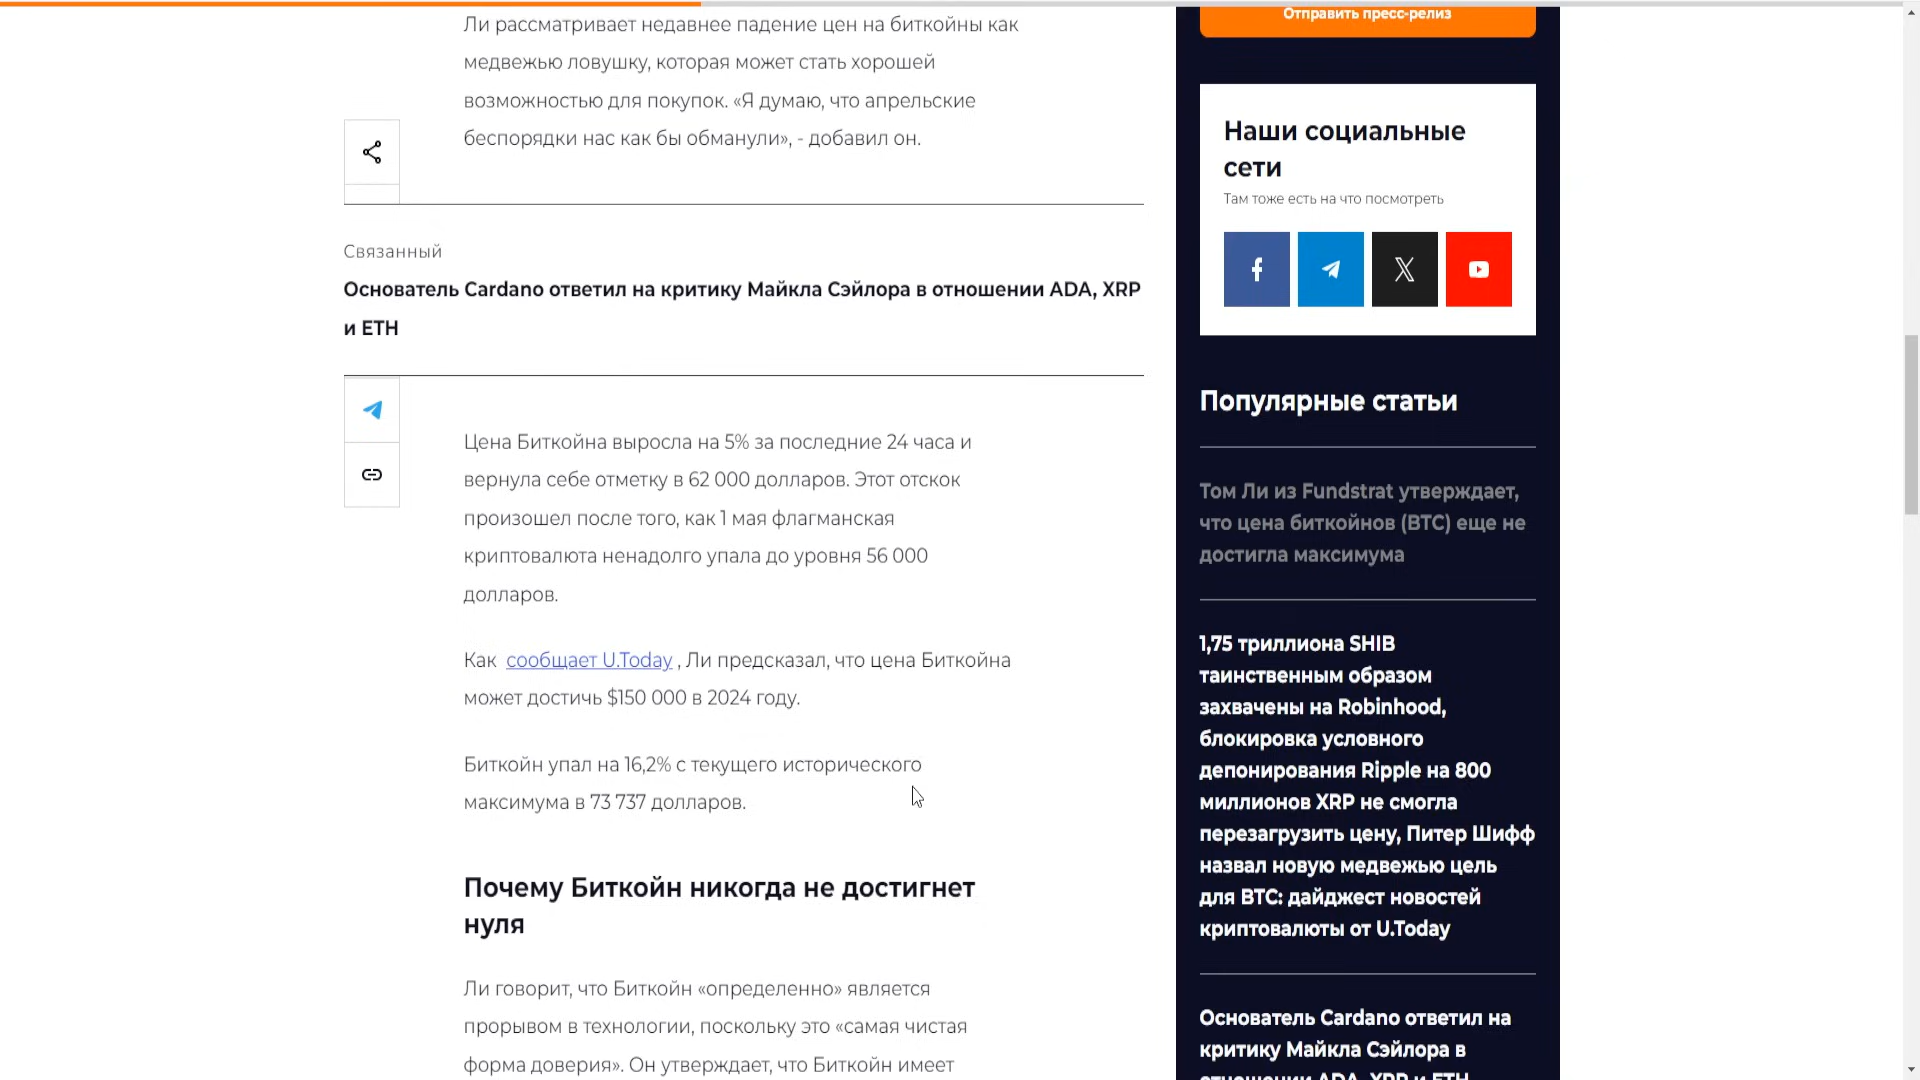 Ли рассматривает недавнее падение цен на биткойны как
медвежью ловушку, которая может стать хорошей
возможностью для покупок. «Я думаю, что апрельские
беспорядки нас как бы обманули», - добавил он.
Связанный
Основатель Cardano ответил на критику Майкла Сэйлора в отношении ADA, XRP
и ETH
Цена Биткойна выросла на 5% за последние 24 часа и
вернула себе отметку в 62 000 долларов. Этот отскок
произошел после того, как 1 мая флагманская
криптовалюта ненадолго упала до уровня 56 000
долларов.
Как сообщает U.Today , Ли предсказал, что цена Биткойна
может достичь $150 000 в 2024 году.
Биткойн упал на 16,2% с текущего исторического
максимума в 73 737 долларов.
Почему Биткойн никогда не достигнет
нуля
Ли говорит, что Биткойн «определенно» является
прорывом в технологии, поскольку это «самая чистая
форма доверия». Он утверждает, что Биткойн имеет
Отправить пресс-релиз
Наши социальные
сети
Там тоже есть на что посмотреть
Популярные статьи
Том Ли из Fundstrat утверждает,
что цена биткойнов (BTC) еще не
достигла максимума
1,75 триллиона SHIB
таинственным образом
захвачены на Robinhood,
блокировка условного
депонирования Ripple на 800
миллионов XRP не смогла
перезагрузить цену, Питер Шифф
назвал новую медвежью цель
для BTC: дайджест новостей
криптовалюты от U.Today
Основатель Cardano ответил на
критику Майкла Сэйлора в
отношении ADA, XRP и ETH